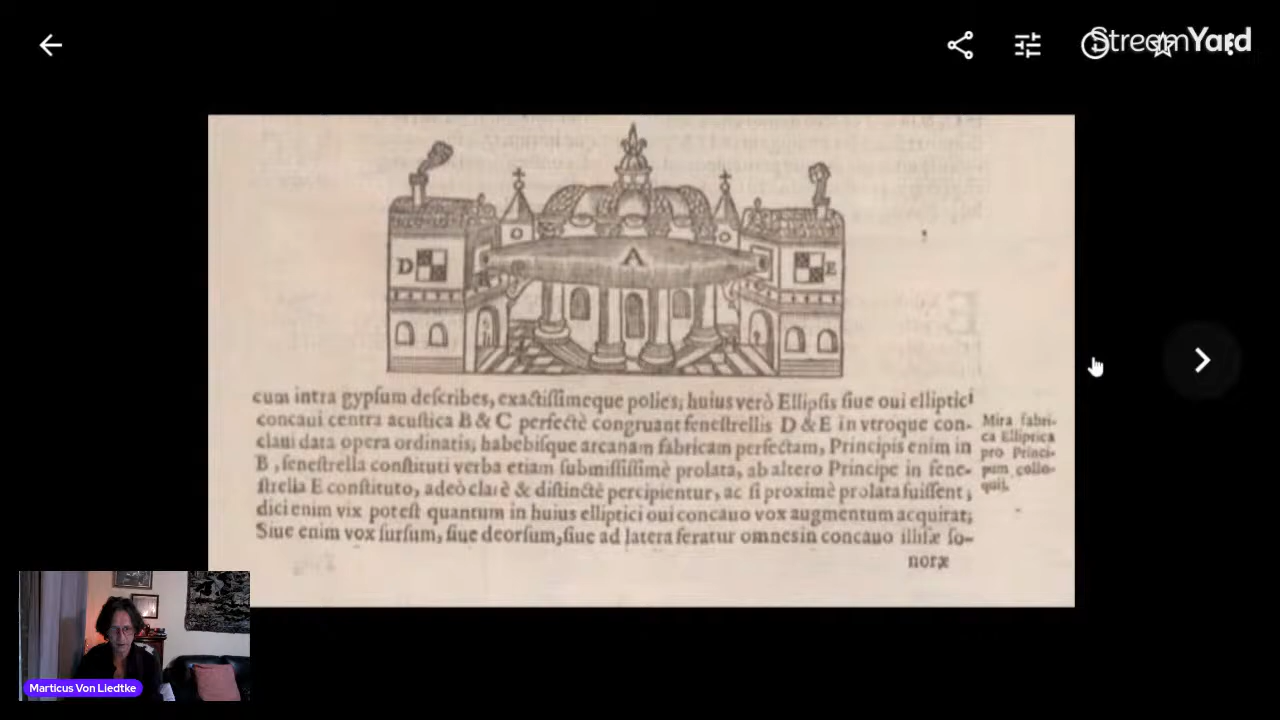 StreamYard
D
A
E
cum intra gypſum deſcribes, exactiſſimeque polies; huius verò Ellipſis ſiue oui elliptici
concaui centra acuſtica B & C perfectè congruant feneſtrellis D & E in vtroque con-
claui data opera ordinatis; habebiſque arcanam fabricam perfectam, Principis enim in
B , feneſtrella conſtituti verba etiam ſubmiſſiſſimè prolata, ab altero Principe in fene-
ſtrella E conſtituto, adeò clarè & diſtinctè percipientur, ac ſi proximè prolata fuiſſent;
dici enim vix poteſt quantum in huius elliptici oui concauo vox augmentum acquirat;
Siue enim vox ſurſum, ſiue deorſum, ſiue ad latera feratur omnes in concauo illiſæ ſo-
noræ
Mira fabri-
ca Elliptica
pro Princi-
pum collo-
quij.
Marticus Von Liedtke